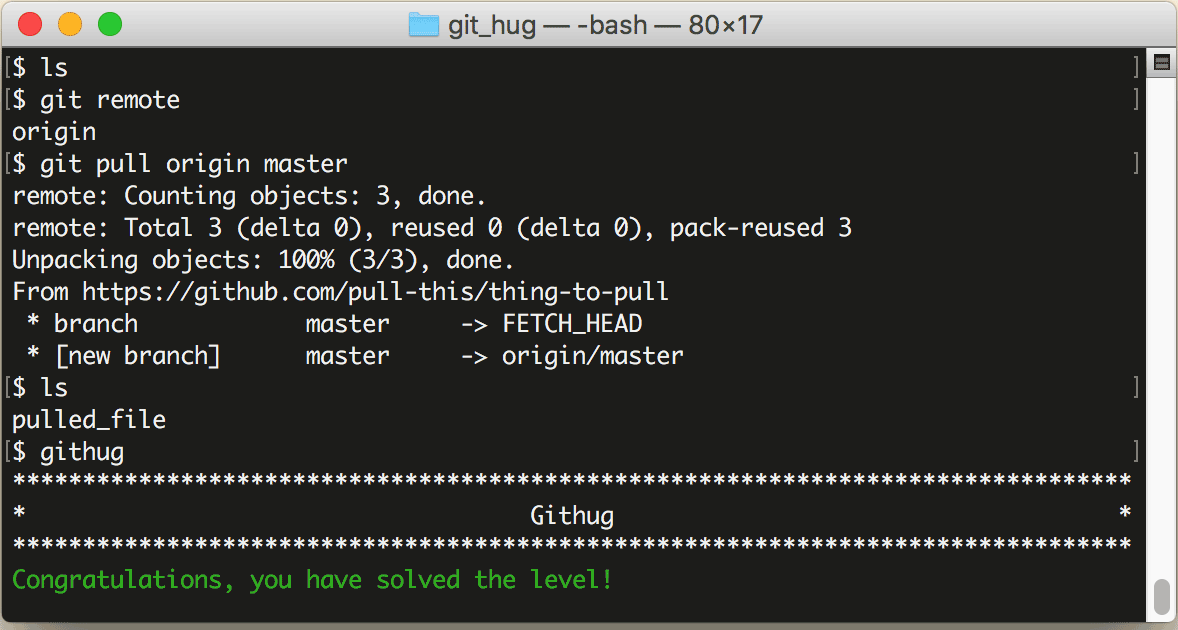 git_hug — -bash — 80×17
[$ ls ]
[$ git remote ]
origin
[$ git pull origin master ]
remote: Counting objects: 3, done.
remote: Total 3 (delta 0), reused 0 (delta 0), pack-reused 3
Unpacking objects: 100% (3/3), done.
From https://github.com/pull-this/thing-to-pull
 * branch            master     -> FETCH_HEAD
 * [new branch]      master     -> origin/master
[$ ls ]
pulled_file
[$ githug ]
********************************************************************************
*                                    Githug                                    *
********************************************************************************
Congratulations, you have solved the level!